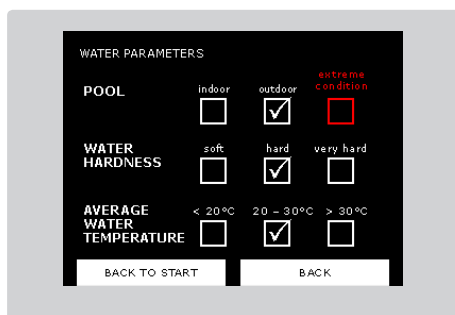 WATER PARAMETERS
extreme
POOL indoor outdoor condition
WATER soft hard very hard
HARDNESS
AVERAGE < 20°C 20 – 30°C > 30°C
WATER
TEMPERATURE
BACK TO START BACK